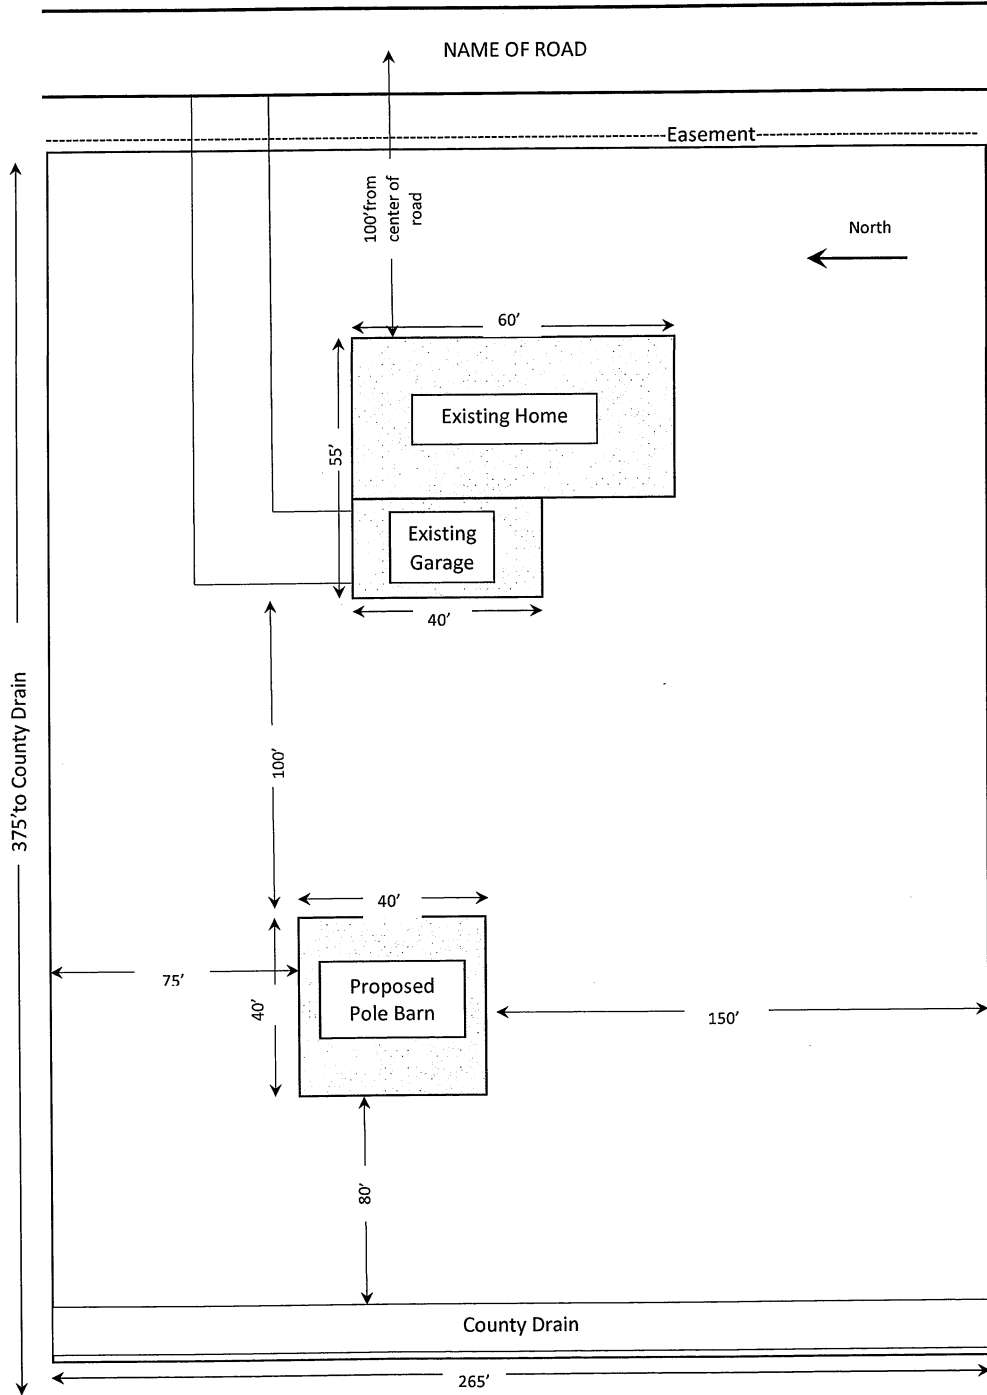 NAME OF ROAD
Easement
100'from
center of
road
North
60'
Existing Home
55'
Existing
Garage
40'
375'to County Drain
100'
40'
75'
40'
Proposed
Pole Barn
150'
80'
County Drain
265'